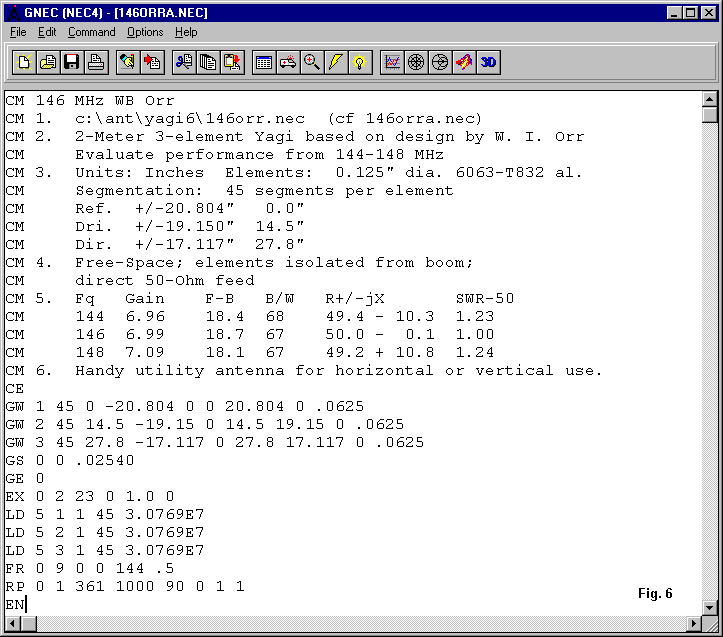 GNEC (NEC4) - [146ORRA.NEC]
File Edit Command Options Help
3D
CM 146 MHz WB Orr
CM 1. c:\ant\yagi6\146orr.nec (cf 146orra.nec)
CM 2. 2-Meter 3-element Yagi based on design by W. I. Orr
CM Evaluate performance from 144-148 MHz
CM 3. Units: Inches Elements: 0.125" dia. 6063-T832 al.
CM Segmentation: 45 segments per element
CM Ref. +/-20.804" 0.0"
CM Dri. +/-19.150" 14.5"
CM Dir. +/-17.117" 27.8"
CM 4. Free-Space; elements isolated from boom;
CM direct 50-Ohm feed
CM 5. Fq Gain F-B B/W R+/-jX SWR-50
CM 144 6.96 18.4 68 49.4 - 10.3 1.23
CM 146 6.99 18.7 67 50.0 - 0.1 1.00
CM 148 7.09 18.1 67 49.2 + 10.8 1.24
CM 6. Handy utility antenna for horizontal or vertical use.
CE
GW 1 45 0 -20.804 0 0 20.804 0 .0625
GW 2 45 14.5 -19.15 0 14.5 19.15 0 .0625
GW 3 45 27.8 -17.117 0 27.8 17.117 0 .0625
GS 0 0 .02540
GE 0
EX 0 2 23 0 1.0 0
LD 5 1 1 45 3.0769E7
LD 5 2 1 45 3.0769E7
LD 5 3 1 45 3.0769E7
FR 0 9 0 0 144 .5
RP 0 1 361 1000 90 0 1 1
EN
Fig. 6